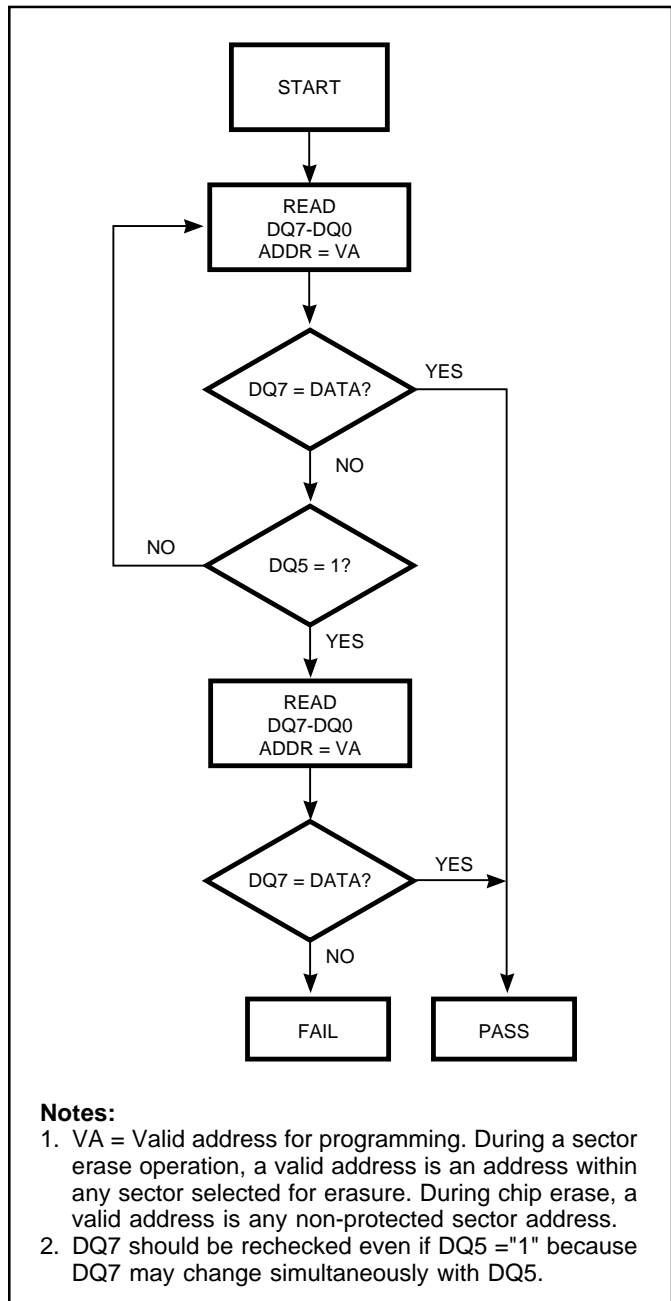 START
READ
DQ7-DQ0
ADDR = VA
DQ7 = DATA?
YES
NO
NO
DQ5 = 1?
YES
READ
DQ7-DQ0
ADDR = VA
DQ7 = DATA?
YES
NO
FAIL
PASS
Notes:
1. VA = Valid address for programming. During a sector
erase operation, a valid address is an address within
any sector selected for erasure. During chip erase, a
valid address is any non-protected sector address.
2. DQ7 should be rechecked even if DQ5 ="1" because
DQ7 may change simultaneously with DQ5.